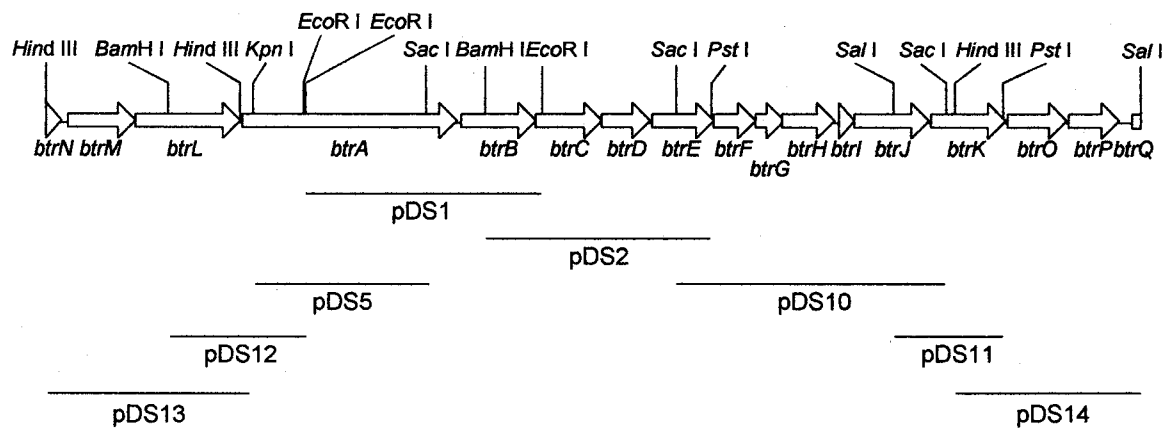 EcoR I EcoR I
Hind III BamH I Hind III Kpn I Sac I BamH I EcoR I Sac I Pst I Sal I Sac I Hind III Pst I Sal I
btrN btrM btrL btrA btrB btrC btrD btrE btrF btrH btrI btrJ btrK btrO btrP btrQ
btrG
pDS1
pDS2
pDS5 pDS10
pDS12 pDS11
pDS13 pDS14